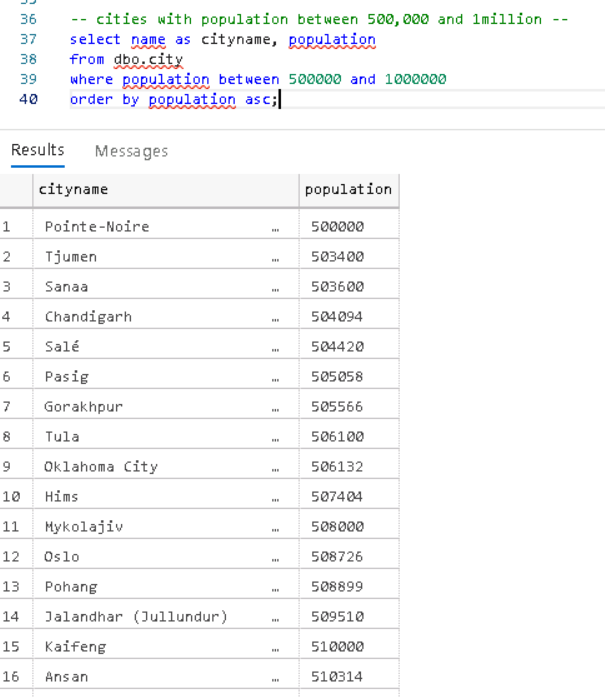 36 -- cities with population between 500,000 and 1million --
37 select name as cityname, population
38 from dbo.city
39 where population between 500000 and 1000000
40 order by population asc;
Results Messages
cityname population
1 Pointe-Noire … 500000
2 Tjumen … 503400
3 Sanaa … 503600
4 Chandigarh … 504094
5 Salé … 504420
6 Pasig … 505058
7 Gorakhpur … 505566
8 Tula … 506100
9 Oklahoma City … 506132
10 Hims … 507404
11 Mykolajiv … 508000
12 Oslo … 508726
13 Pohang … 508899
14 Jalandhar (Jullundur) … 509510
15 Kaifeng … 510000
16 Ansan … 510314